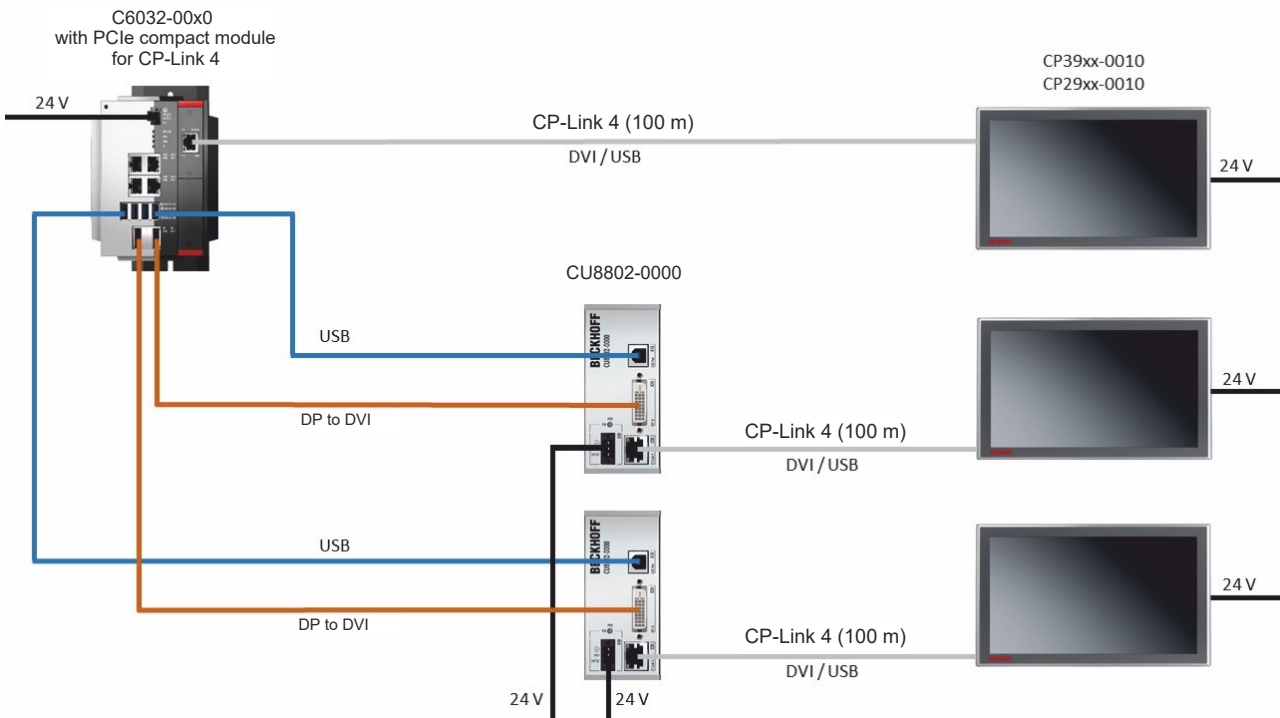 C6032-00x0
with PCIe compact module
for CP-Link 4
24 V
CP39xx-0010
CP29xx-0010
CP-Link 4 (100 m)
DVI / USB
24 V
CU8802-0000
BECKHOFF
USB
DP to DVI
24 V
CP-Link 4 (100 m)
DVI / USB
BECKHOFF
USB
DP to DVI
24 V
CP-Link 4 (100 m)
DVI / USB
24 V
24 V